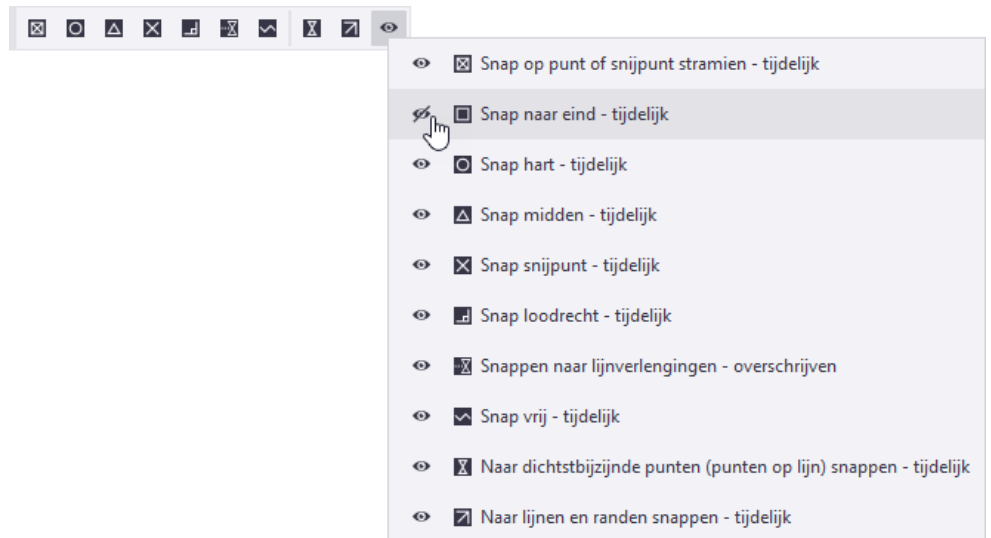 Snap op punt of snijpunt stramien - tijdelijk
Snap naar eind - tijdelijk
Snap hart - tijdelijk
Snap midden - tijdelijk
Snap snijpunt - tijdelijk
Snap loodrecht - tijdelijk
Snappen naar lijnverlengingen - overschrijven
Snap vrij - tijdelijk
Naar dichtstbijzijnde punten (punten op lijn) snappen - tijdelijk
Naar lijnen en randen snappen - tijdelijk